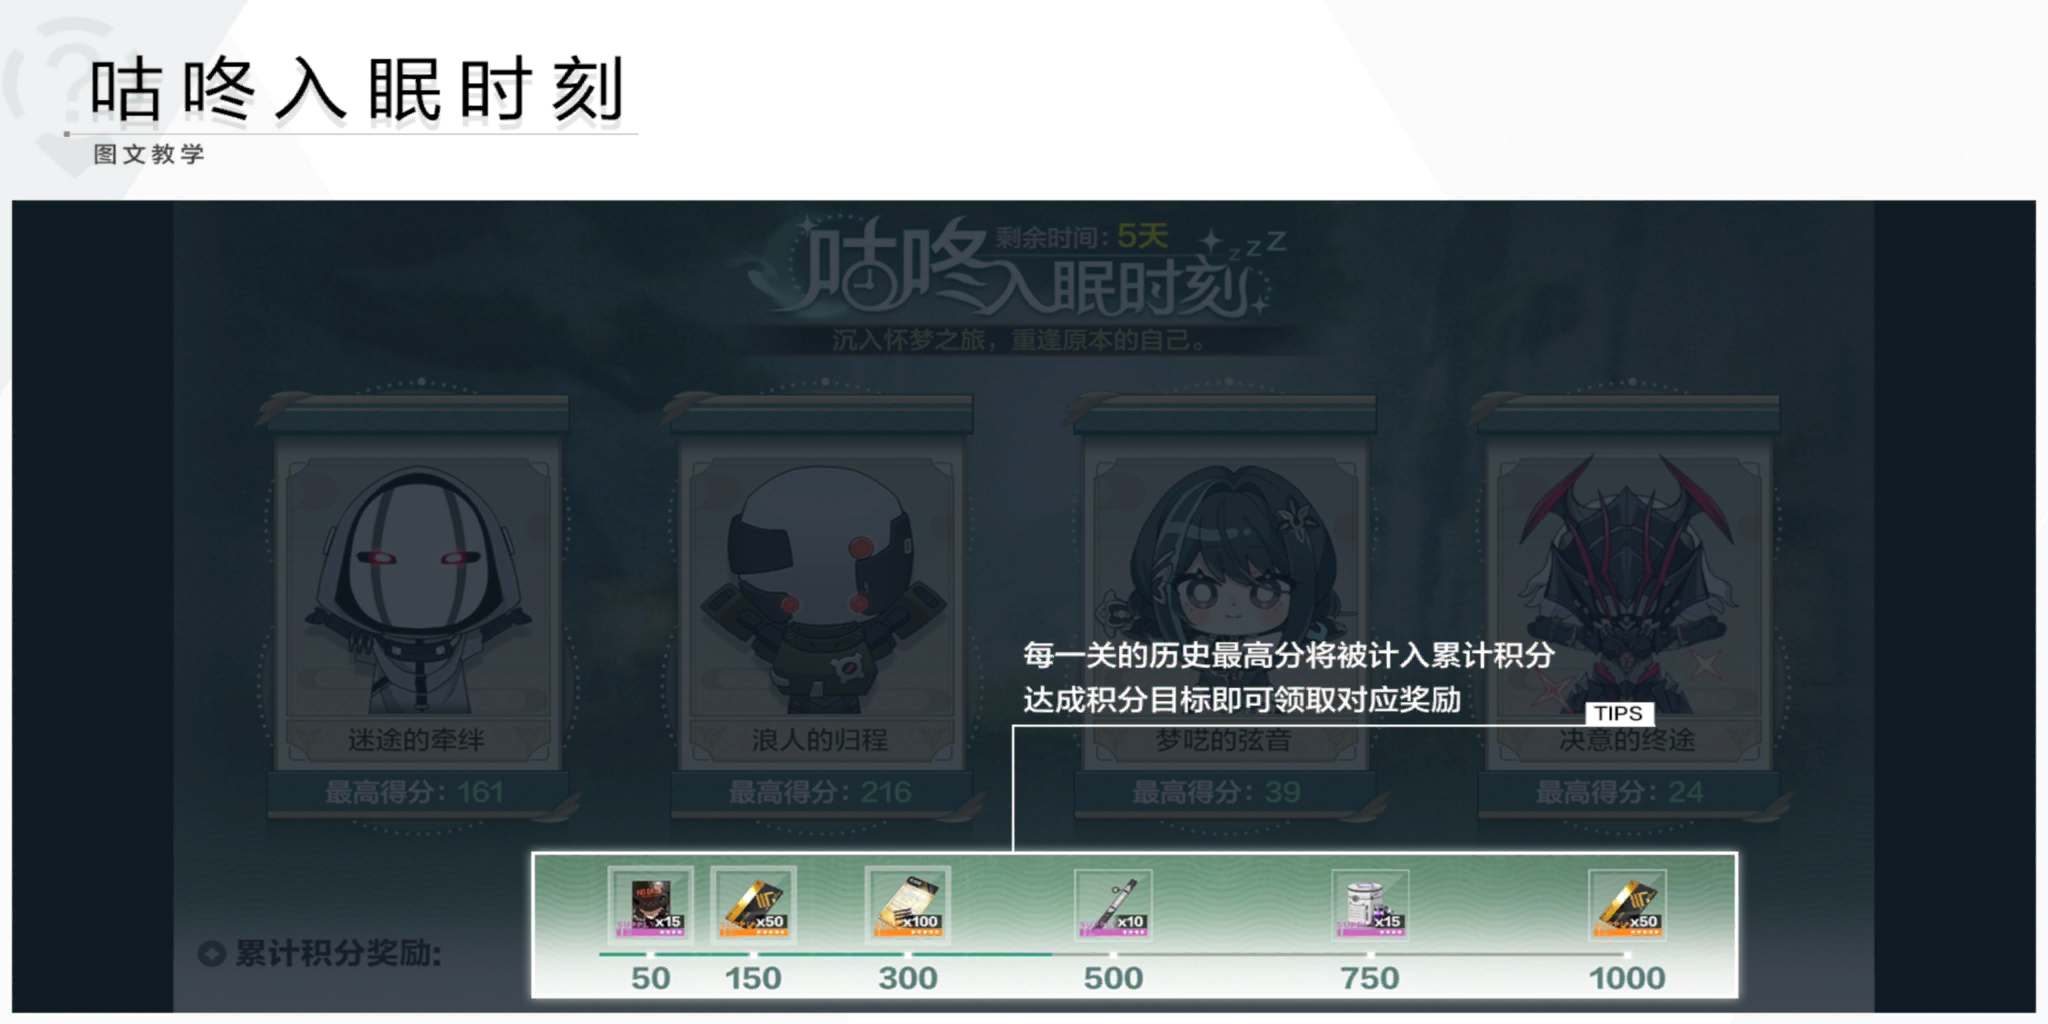 咕咚入眠时刻
图文教学
咕咚入眠时刻
剩余时间：5天
zzZ
沉入怀梦之旅，重逢原本的自己。
每一关的历史最高分将被计入累计积分
达成积分目标即可领取对应奖励
TIPS
迷途的牵绊
浪人的归程
梦呓的弦音
决意的终途
最高得分：161
最高得分：216
最高得分：39
最高得分：24
累计积分奖励:
x15
x50
x100
x10
x15
x50
50
150
300
500
750
1000